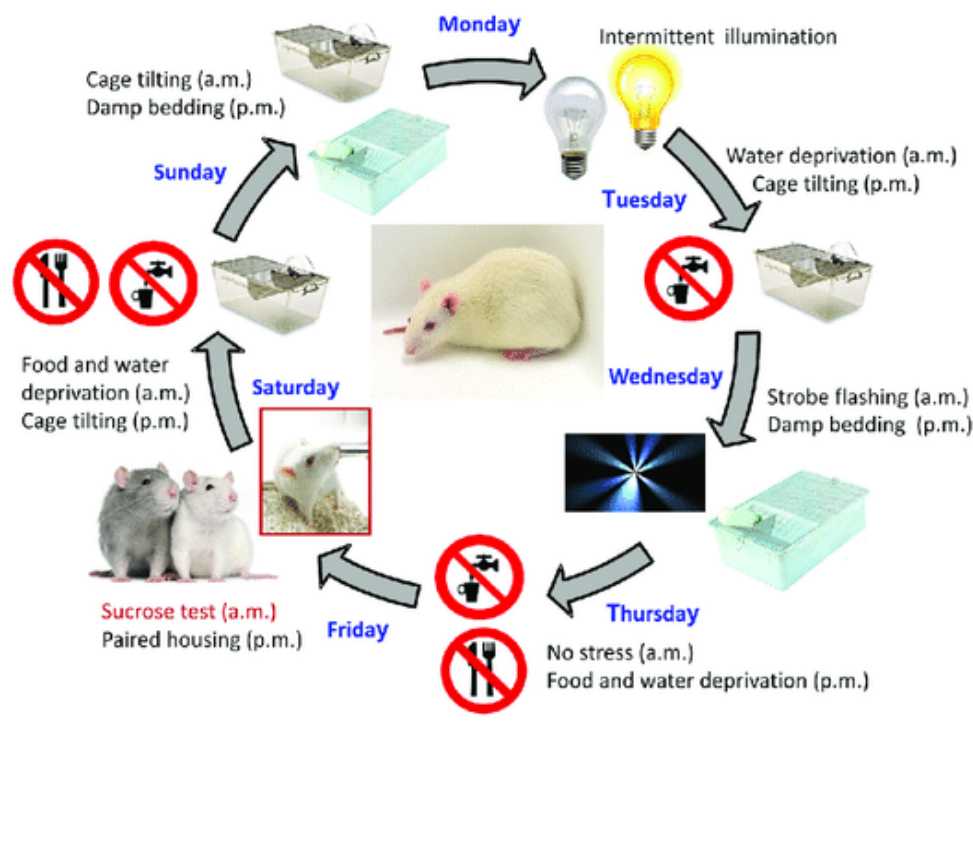 Monday
Intermittent illumination
Tuesday
Water deprivation (a.m.)
Cage tilting (p.m.)
Wednesday
Strobe flashing (a.m.)
Damp bedding (p.m.)
Thursday
No stress (a.m.)
Food and water deprivation (p.m.)
Friday
Sucrose test (a.m.)
Paired housing (p.m.)
Saturday
Food and water
deprivation (a.m.)
Cage tilting (p.m.)
Sunday
Cage tilting (a.m.)
Damp bedding (p.m.)